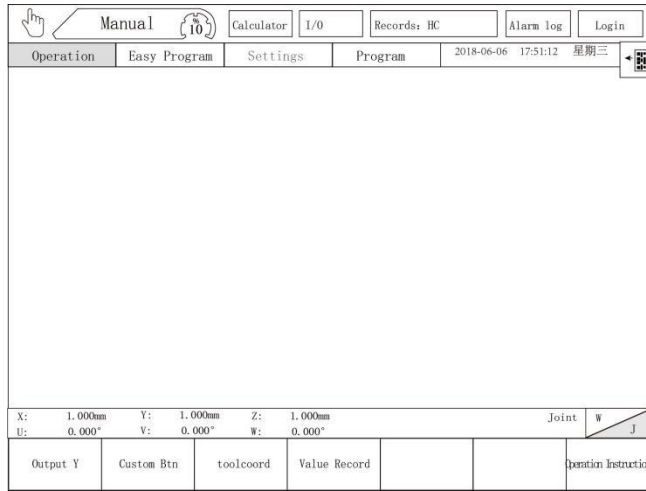 Manual % 10 Calculator I/O Records: HC Alarm log Login
Operation Easy Program Settings Program 2018-06-06 17:51:12 星期三
X: 1.000mm Y: 1.000mm Z: 1.000mm Joint W
U: 0.000° V: 0.000° W: 0.000° J
Output Y Custom Btn toolcoord Value Record Operation Instructio